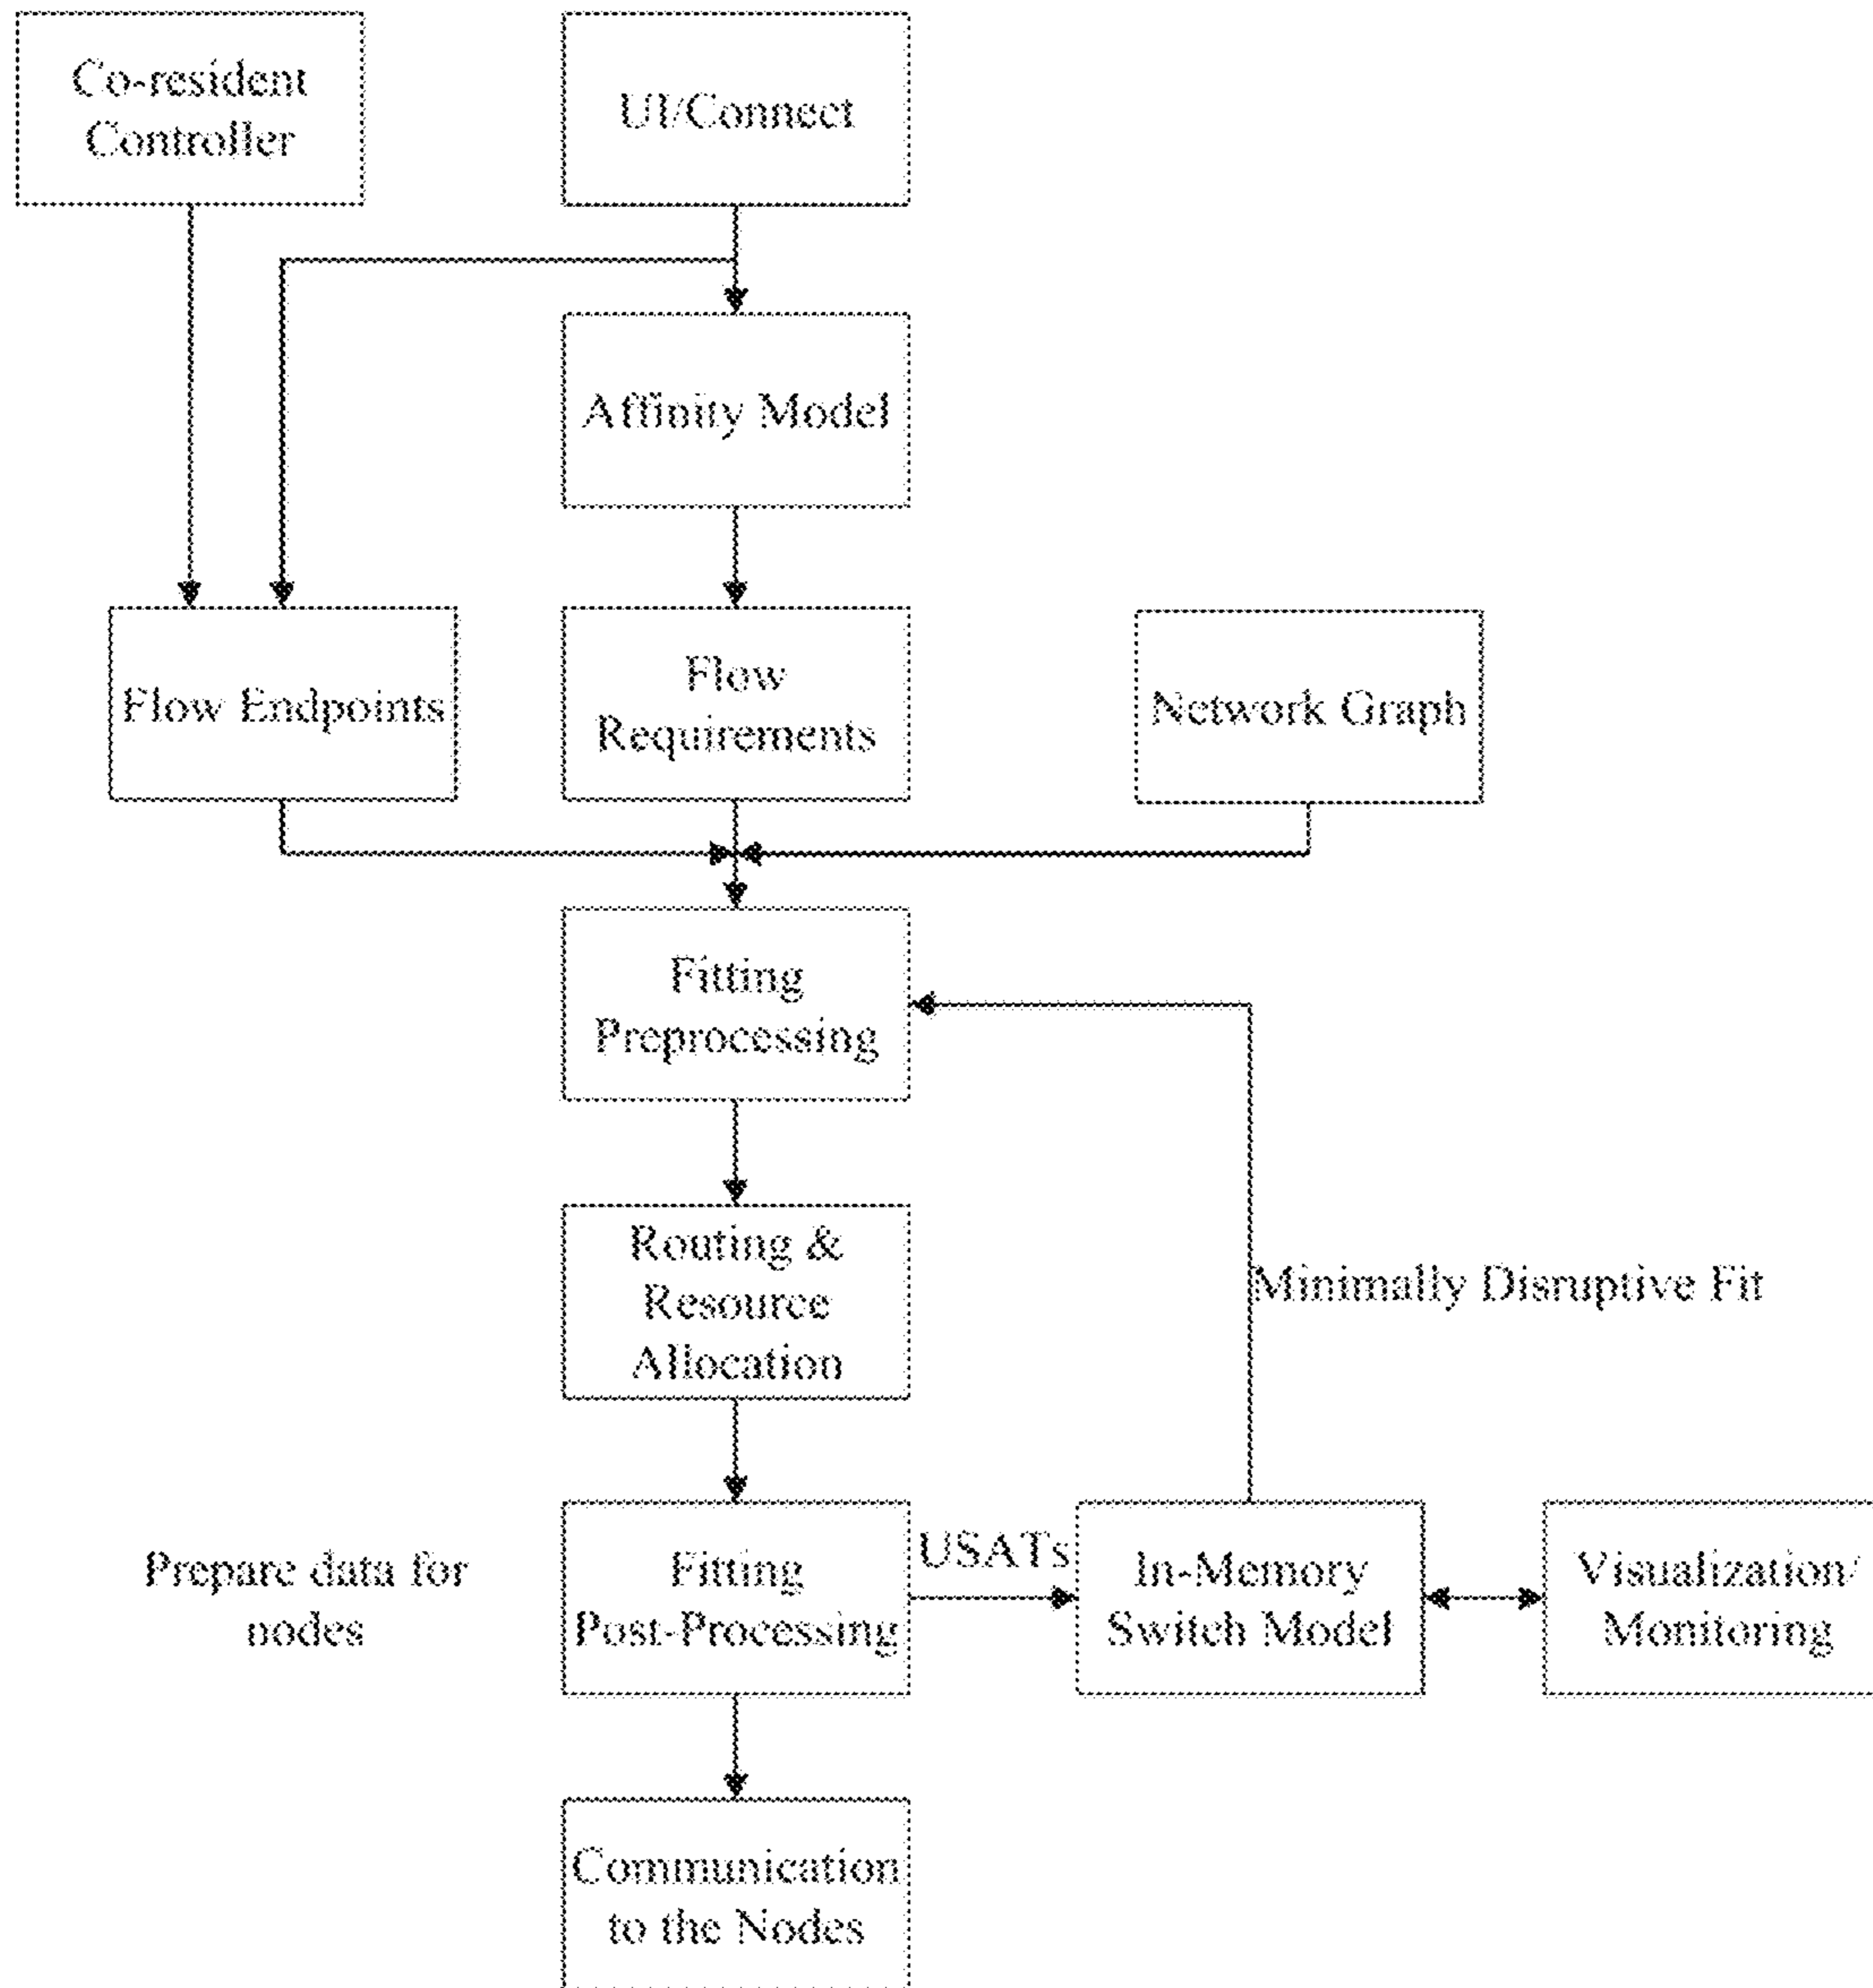 Co-resident
Controller
UI/Connect
Affinity Model
Flow Endpoints
Flow
Requirements
Network Graph
Fitting
Preprocessing
Routing &
Resource
Allocation
Minimally Disruptive Fit
Prepare data for
nodes
Fitting
Post-Processing
USATs
In-Memory
Switch Model
Visualization/
Monitoring
Communication
to the Nodes